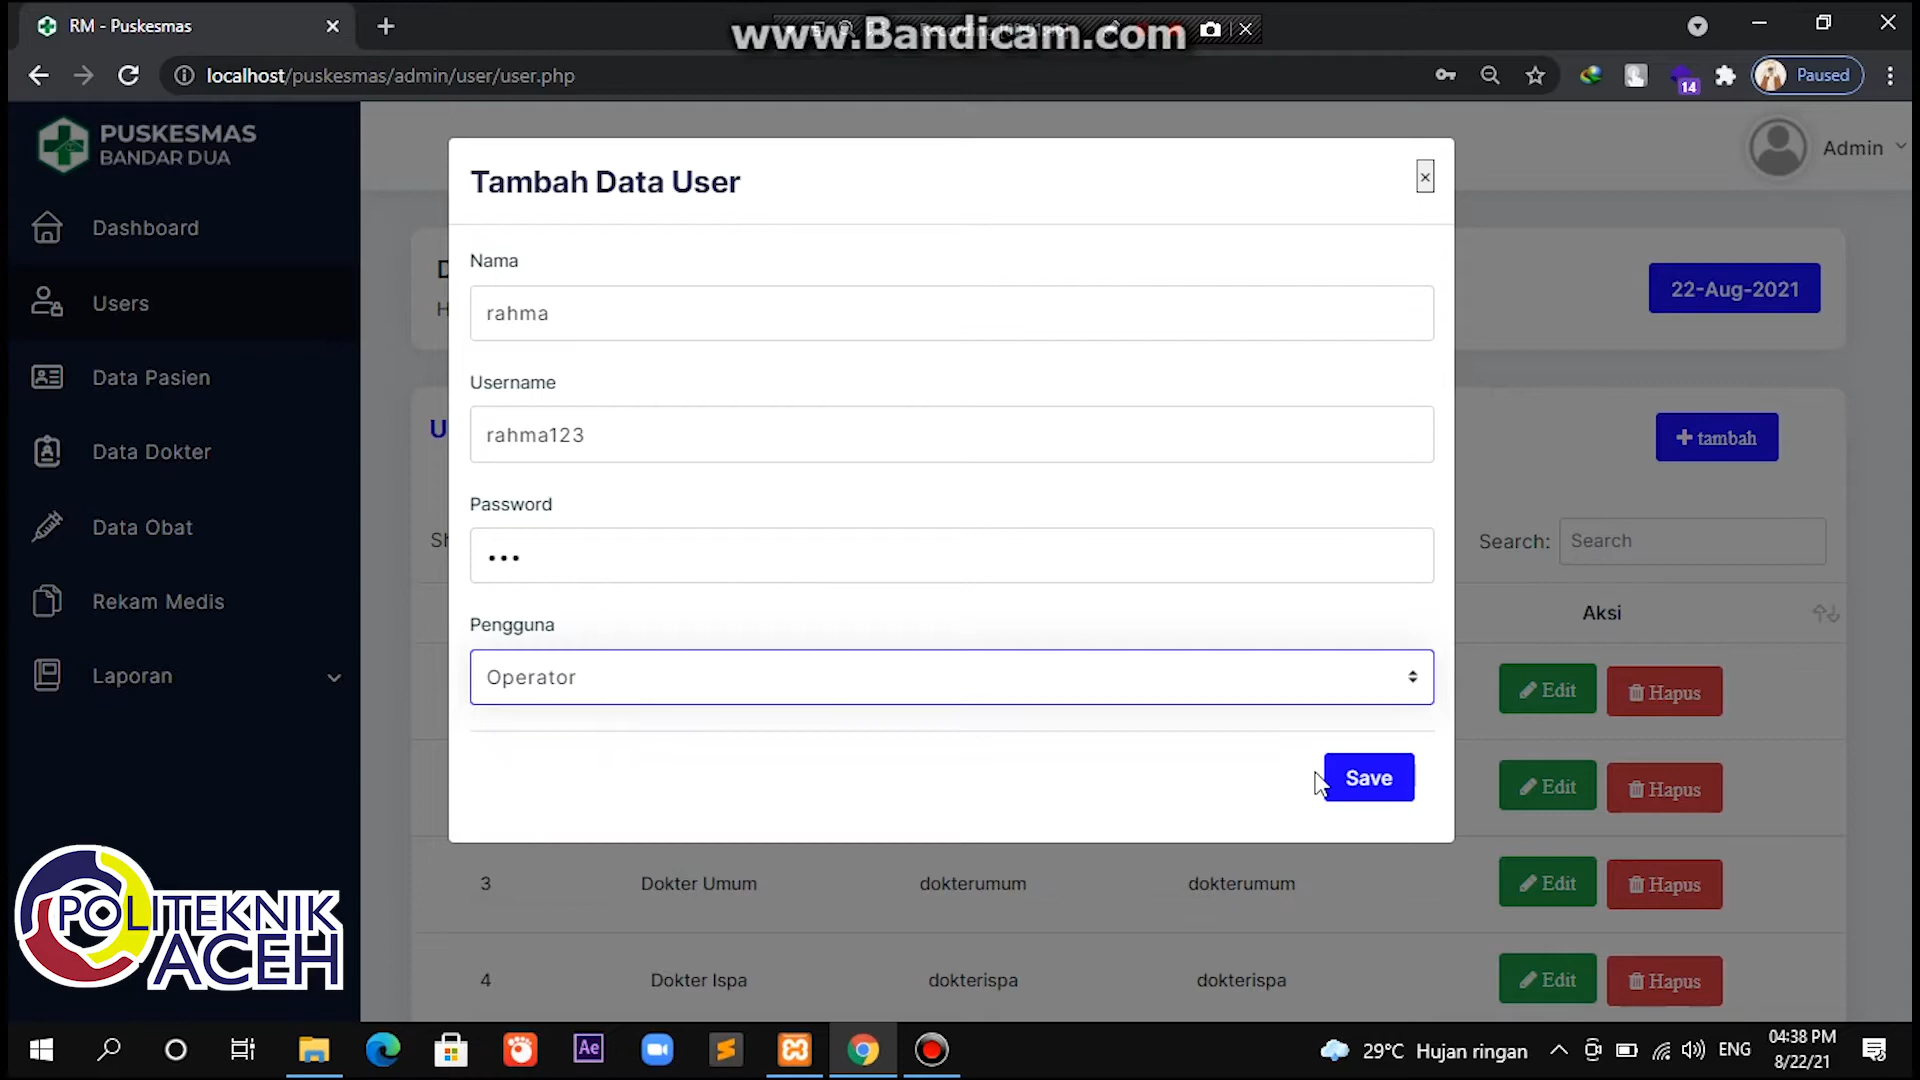 RM - Puskesmas
www.Bandicam.com
localhost/puskesmas/admin/user/user.php
14
Paused
PUSKESMAS
BANDAR DUA
Admin
Dashboard
Users
Data Pasien
Data Dokter
Data Obat
Rekam Medis
Laporan
Tambah Data User
×
Nama
rahma
Username
rahma123
Password
•••
Pengguna
Operator
Save
22-Aug-2021
tambah
Search: Search
Aksi
Edit Hapus
Edit Hapus
3 Dokter Umum dokterumum dokterumum Edit Hapus
4 Dokter Ispa dokterispa dokterispa Edit Hapus
POLITEKNIK
ACEH
Ae
29°C Hujan ringan
ENG
04:38 PM
8/22/21